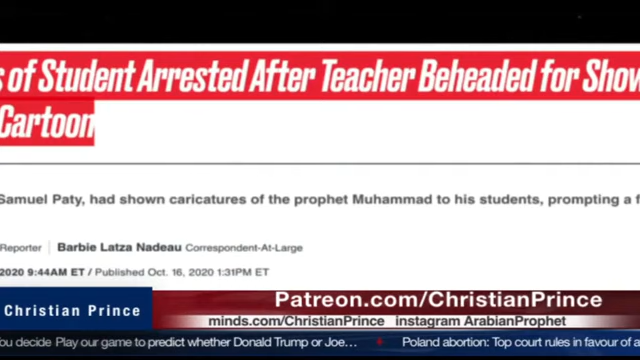 of Student Arrested After Teacher Beheaded for
Cartoon
Samuel Paty, had shown caricatures of the prophet Muhammad to his students, prompting a
Reporter | Barbie Latza Nadeau Correspondent-At-Large
2020 9:44AM ET / Published Oct. 16, 2020 1:31PM ET
Patreon.com/ChristianPrince
Christian Prince
minds.com/ChristianPrince instagram ArabianProphet
decide Play our game to predict whether Donald Trump or Joe… Poland abortion: Top court rules in favour of